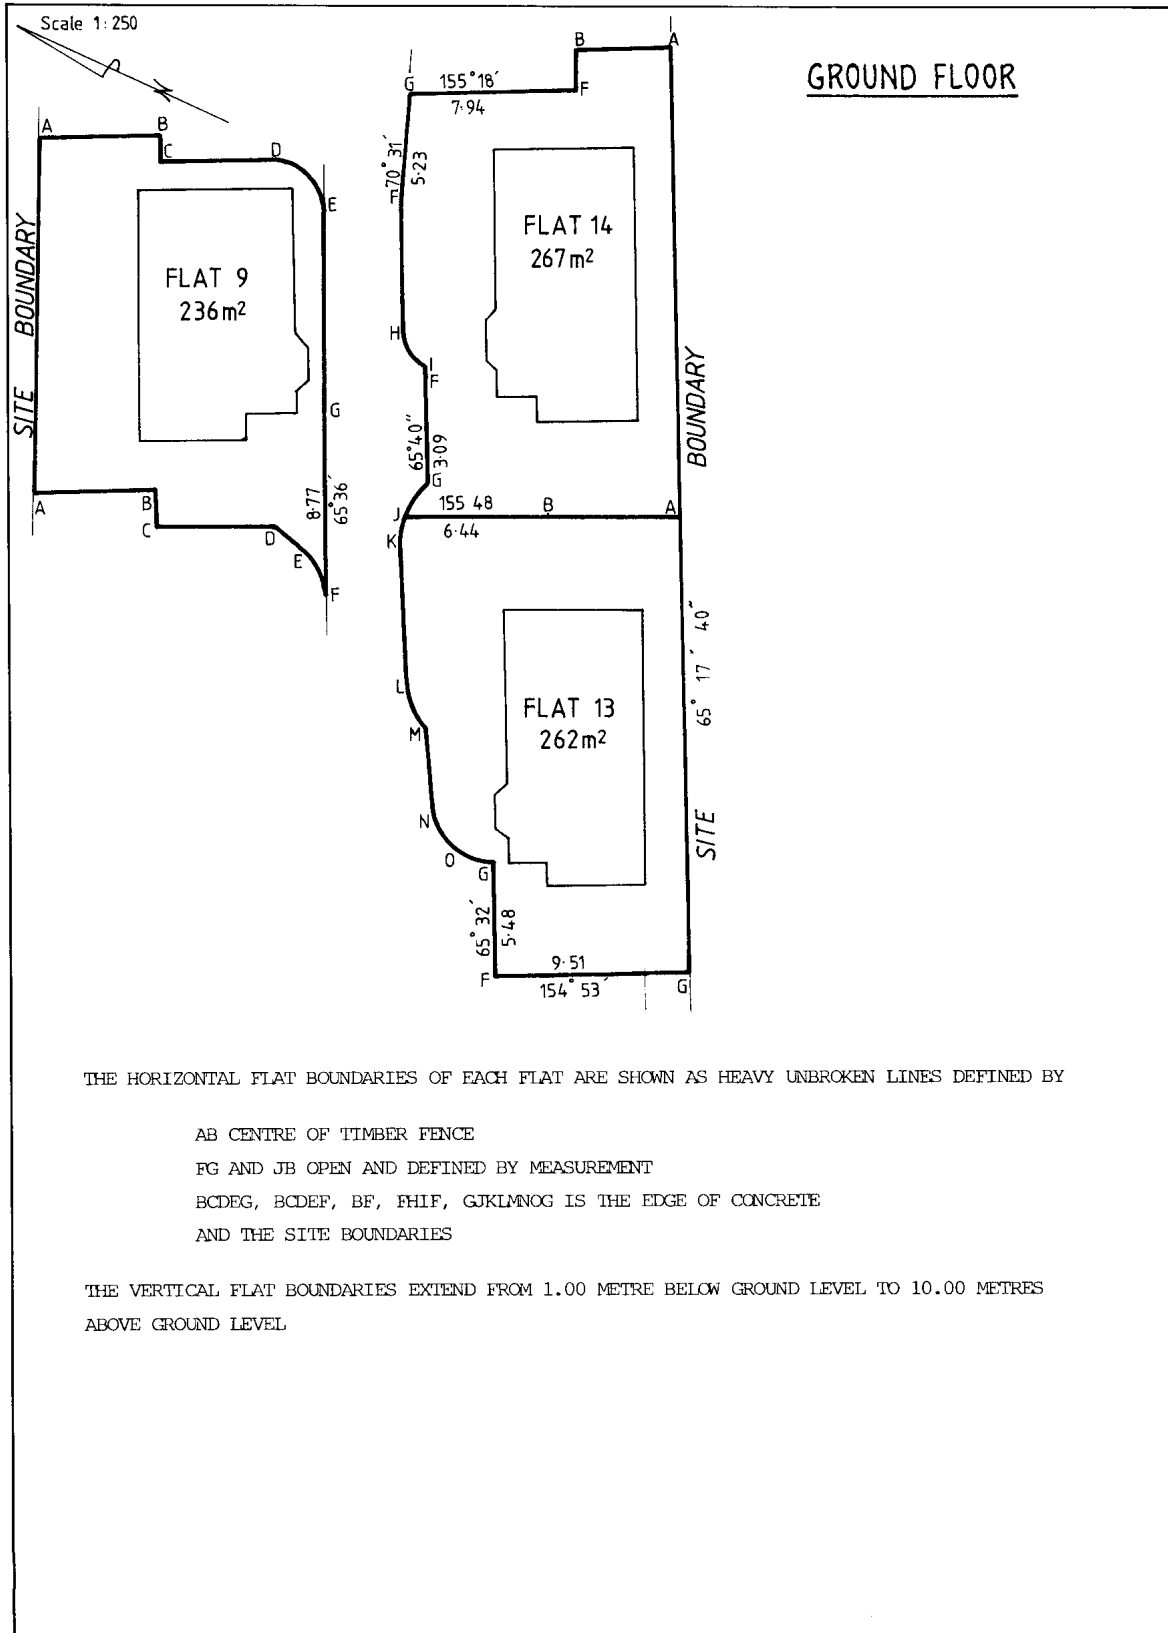 Scale 1:250
N
GROUND FLOOR
A
B
C
D
E
SITE BOUNDARY
FLAT 9
236m²
G
8·77
65°36´
A
B
C
D
E
F
B
A
G
155°18´
7·94
F
70°31´
5·23
F
FLAT 14
267m²
H
I
F
65°40"
3·09
G
BOUNDARY
J
155 48
6·44
B
A
K
65° 17´ 40"
L
M
FLAT 13
262m²
N
O
G
SITE
65°32´
5·48
F
9·51
154°53´
G
THE HORIZONTAL FLAT BOUNDARIES OF EACH FLAT ARE SHOWN AS HEAVY UNBROKEN LINES DEFINED BY
AB CENTRE OF TIMBER FENCE
FG AND JB OPEN AND DEFINED BY MEASUREMENT
BCDEG, BCDEF, BF, FHIF, GJKLMNOG IS THE EDGE OF CONCRETE
AND THE SITE BOUNDARIES
THE VERTICAL FLAT BOUNDARIES EXTEND FROM 1.00 METRE BELOW GROUND LEVEL TO 10.00 METRES
ABOVE GROUND LEVEL